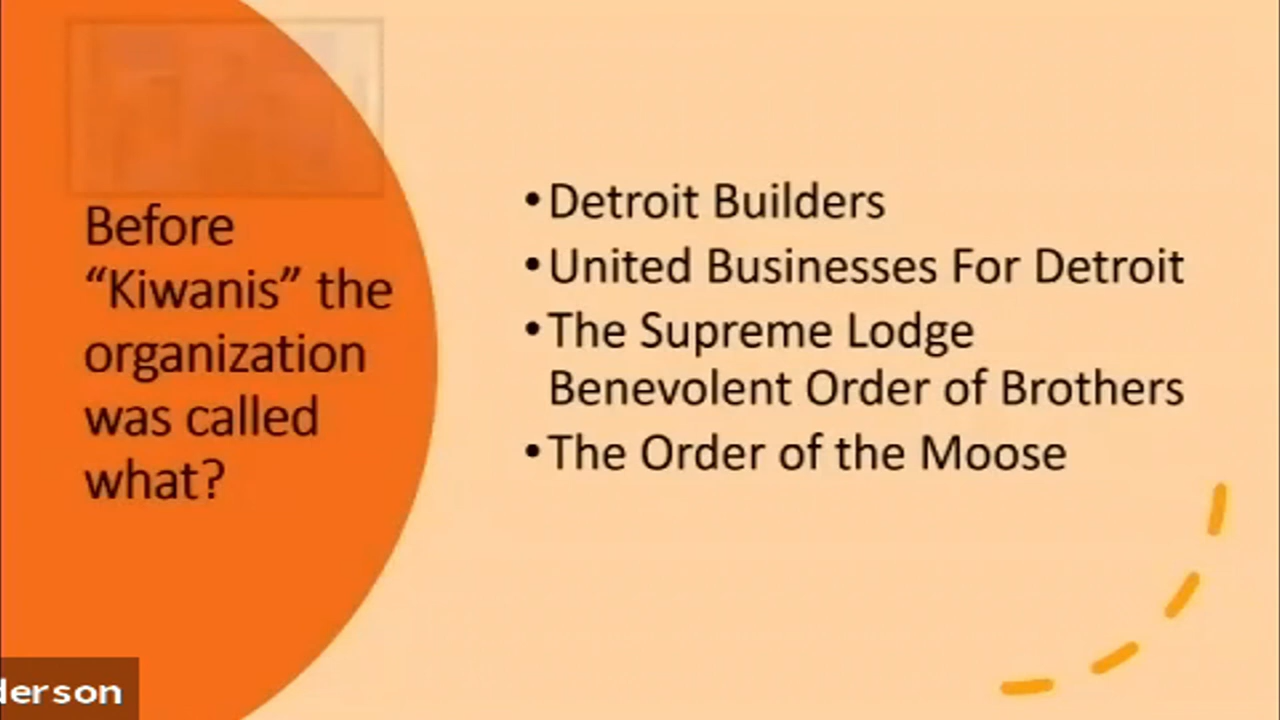 Before
“Kiwanis” the
organization
was called
what?
•Detroit Builders
•United Businesses For Detroit
•The Supreme Lodge
Benevolent Order of Brothers
•The Order of the Moose
derson